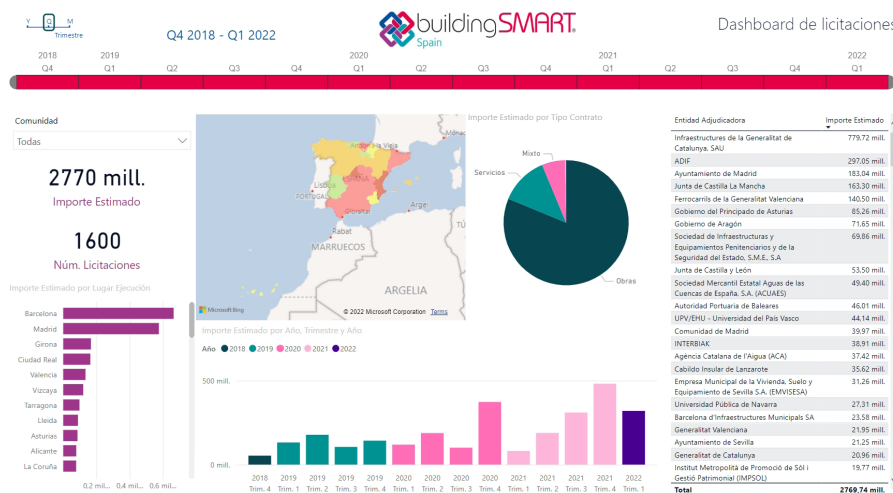 Y Q M
Trimestre
Q4 2018 - Q1 2022
buildingSMART
Spain
Dashboard de licitaciones
2018 2019 2020 2021 2022
Q4 Q1 Q2 Q3 Q4 Q1 Q2 Q3 Q4 Q1 Q2 Q3 Q4 Q1
Comunidad
Todas
2770 mill.
Importe Estimado
1600
Núm. Licitaciones
Importe Estimado por Lugar Ejecución
Barcelona
Madrid
Girona
Ciudad Real
Valencia
Vizcaya
Tarragona
Lleida
Asturias
Alicante
La Coruña
0.2 mil... 0.4 mil... 0.6 mil...
Andorra la Vieja
Mónac
ESPAÑA
Lisboa
PORTUGAL
Gibraltar
Argel
TÚ
Rabat
MARRUECOS
ARGELIA
Microsoft Bing
© 2022 Microsoft Corporation Terms
Importe Estimado por Tipo Contrato
Mixto
Servicios
Obras
Importe Estimado por Año, Trimestre y Año
Año 2018 2019 2020 2021 2022
500 mill.
0 mill.
2018 2019 2019 2019 2019 2020 2020 2020 2020 2021 2021 2021 2021 2022
Trim. 4 Trim. 1 Trim. 2 Trim. 3 Trim. 4 Trim. 1 Trim. 2 Trim. 3 Trim. 4 Trim. 1 Trim. 2 Trim. 3 Trim. 4 Trim. 1
Entidad Adjudicadora Importe Estimado
Infraestructures de la Generalitat de 779.72 mill.
Catalunya. SAU
ADIF 297.05 mill.
Ayuntamiento de Madrid 183.04 mill.
Junta de Castilla La Mancha 163.30 mill.
Ferrocarrils de la Generalitat Valenciana 140.50 mill.
Gobierno del Principado de Asturias 85.26 mill.
Gobierno de Aragón 71.65 mill.
Sociedad de Infraestructuras y 69.86 mill.
Equipamientos Penitenciarios y de la
Seguridad del Estado, S.M.E., S.A
Junta de Castilla y León 53.50 mill.
Sociedad Mercantil Estatal Aguas de las 49.40 mill.
Cuencas de España, S.A. (ACUAES)
Autoridad Portuaria de Baleares 46.01 mill.
UPV/EHU - Universidad del País Vasco 44.14 mill.
Comunidad de Madrid 39.97 mill.
INTERBIAK 38.91 mill.
Agència Catalana de l'Aigua (ACA) 37.42 mill.
Cabildo Insular de Lanzarote 35.62 mill.
Empresa Municipal de la Vivienda, Suelo y 31.26 mill.
Equipamiento de Sevilla S.A. (EMVISESA)
Universidad Pública de Navarra 27.31 mill.
Barcelona d'Infraestructures Municipals SA 23.58 mill.
Generalitat Valenciana 21.95 mill.
Ayuntamiento de Sevilla 21.25 mill.
Generalitat de Catalunya 20.96 mill.
Institut Metropolità de Promoció de Sòl i 19.77 mill.
Gestió Patrimonial (IMPSOL)
Total 2769.74 mill.